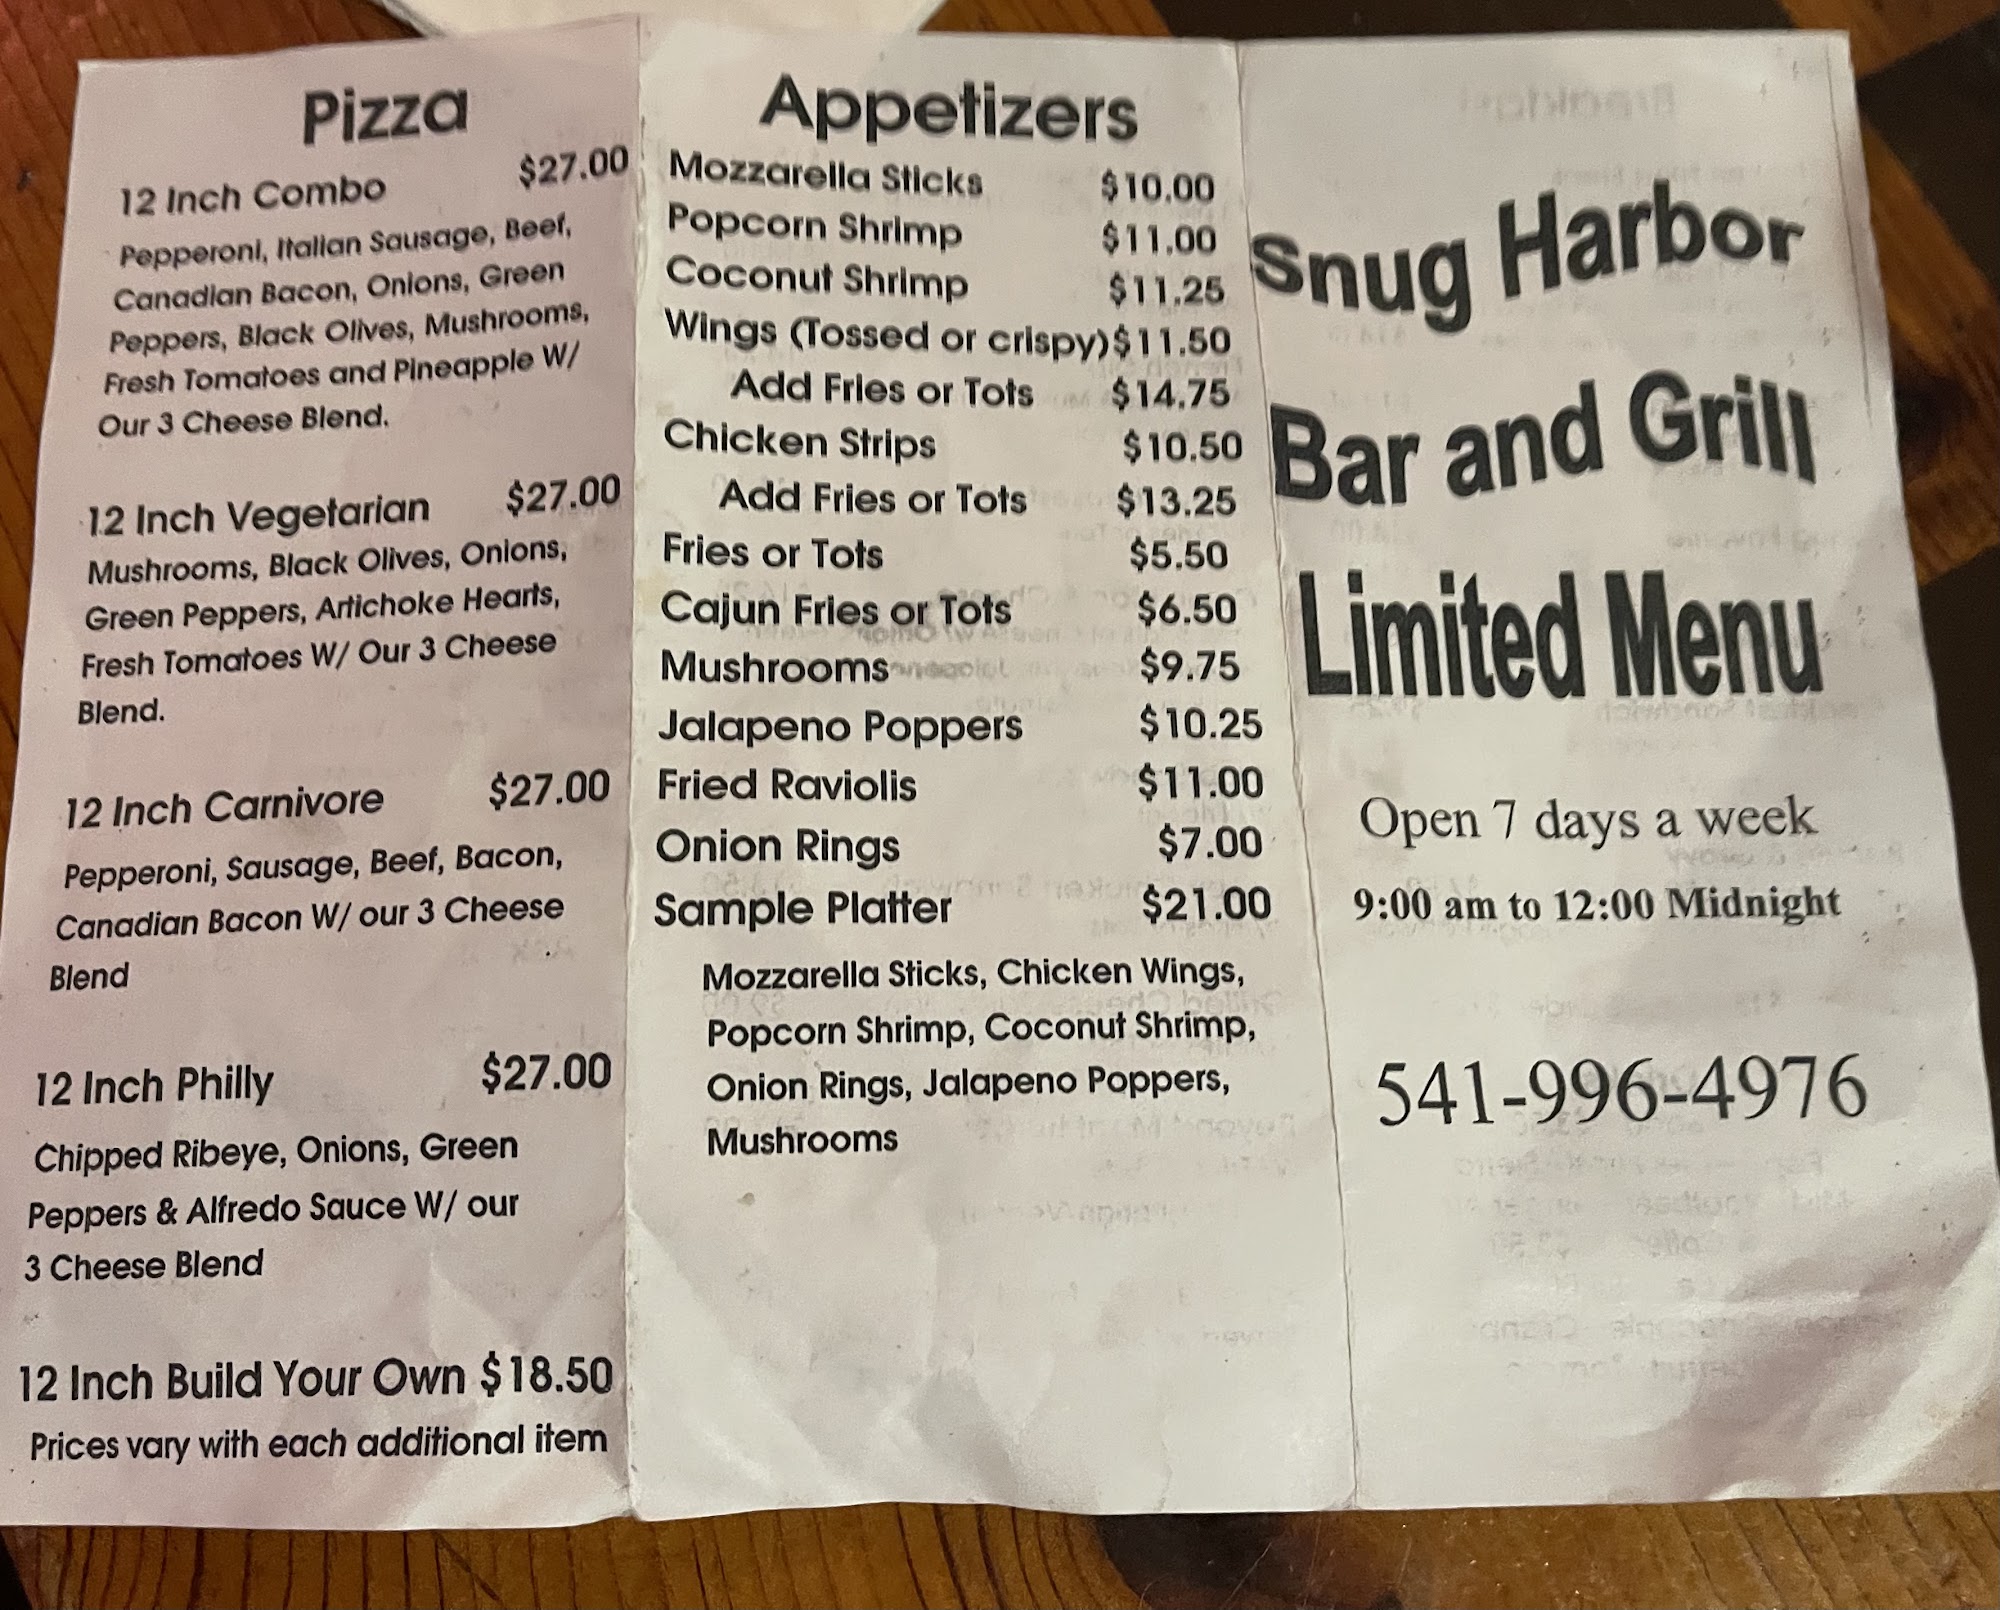 Pizza
12 Inch Combo $27.00
Pepperoni, Italian Sausage, Beef,
Canadian Bacon, Onions, Green
Peppers, Black Olives, Mushrooms,
Fresh Tomatoes and Pineapple W/
Our 3 Cheese Blend.
12 Inch Vegetarian $27.00
Mushrooms, Black Olives, Onions,
Green Peppers, Artichoke Hearts,
Fresh Tomatoes W/ Our 3 Cheese
Blend.
12 Inch Carnivore $27.00
Pepperoni, Sausage, Beef, Bacon,
Canadian Bacon W/ our 3 Cheese
Blend
12 Inch Philly $27.00
Chipped Ribeye, Onions, Green
Peppers & Alfredo Sauce W/ our
3 Cheese Blend
12 Inch Build Your Own $18.50
Prices vary with each additional item
Appetizers
Mozzarella Sticks $10.00
Popcorn Shrimp $11.00
Coconut Shrimp $11.25
Wings (Tossed or crispy) $11.50
Add Fries or Tots $14.75
Chicken Strips $10.50
Add Fries or Tots $13.25
Fries or Tots $5.50
Cajun Fries or Tots $6.50
Mushrooms $9.75
Jalapeno Poppers $10.25
Fried Raviolis $11.00
Onion Rings $7.00
Sample Platter $21.00
Mozzarella Sticks, Chicken Wings,
Popcorn Shrimp, Coconut Shrimp,
Onion Rings, Jalapeno Poppers,
Mushrooms
Snug Harbor
Bar and Grill
Limited Menu
Open 7 days a week
9:00 am to 12:00 Midnight
541-996-4976